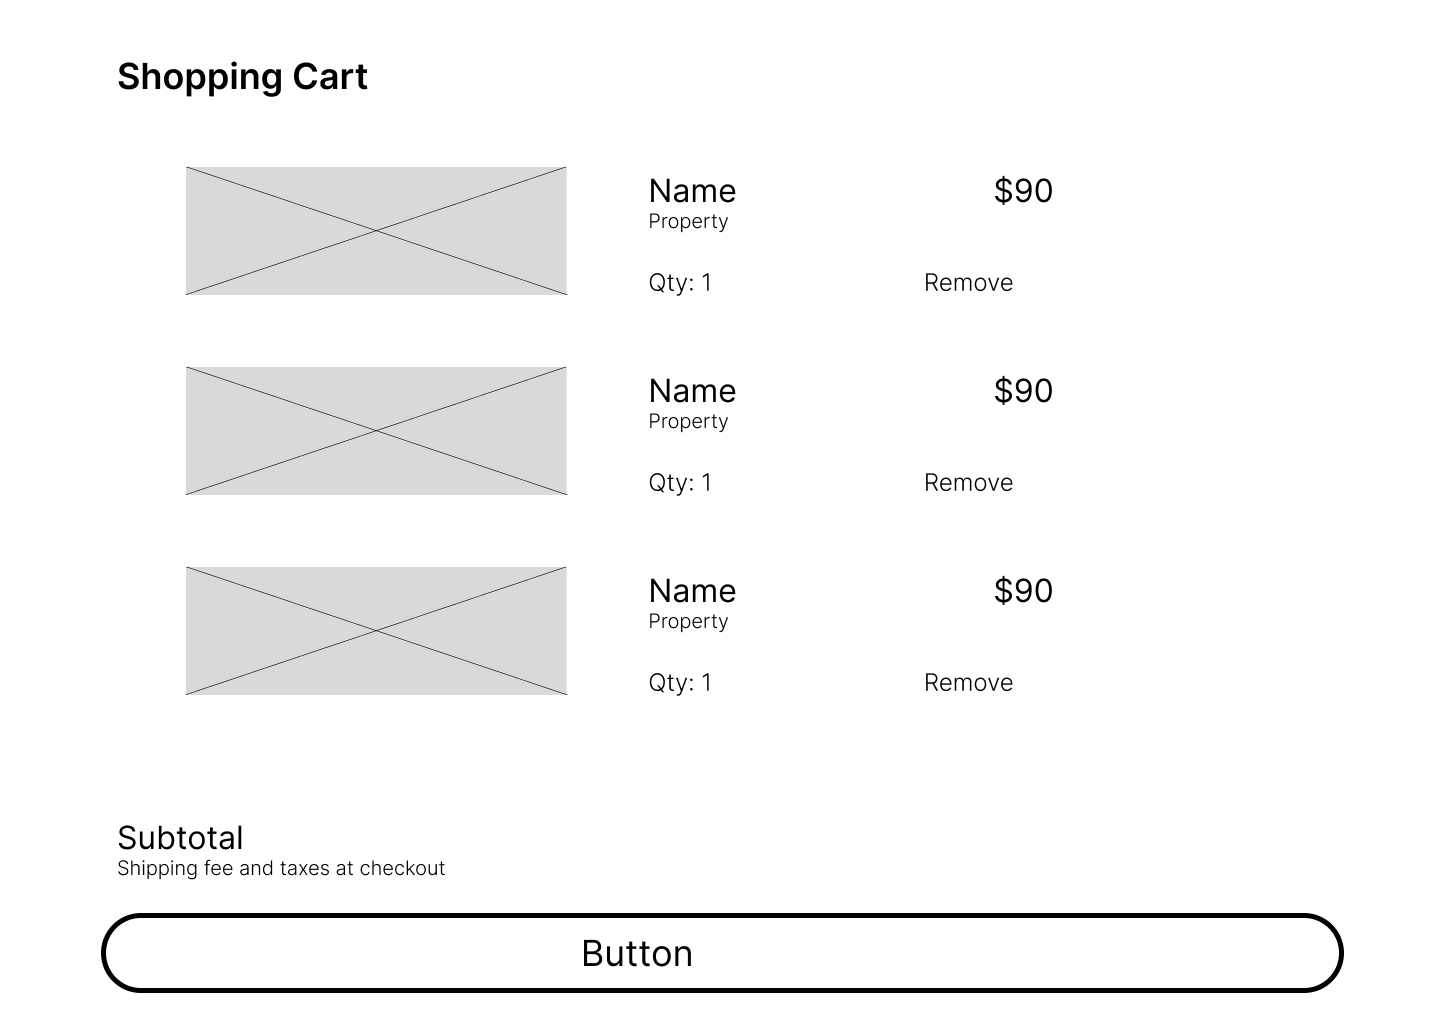 Shopping Cart
Name $90
Property
Qty: 1 Remove
Name $90
Property
Qty: 1 Remove
Name $90
Property
Qty: 1 Remove
Subtotal
Shipping fee and taxes at checkout
Button